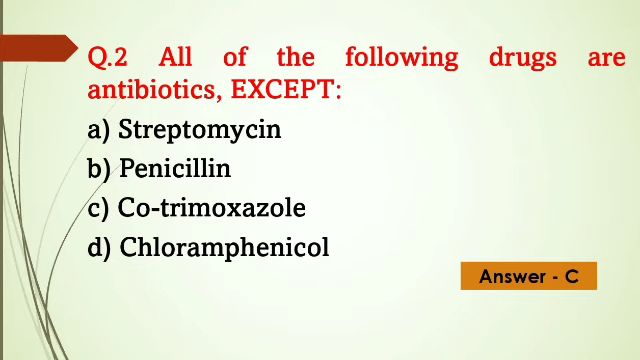 Q.2 All of the following drugs are
antibiotics, EXCEPT:
a) Streptomycin
b) Penicillin
c) Co-trimoxazole
d) Chloramphenicol
Answer - C